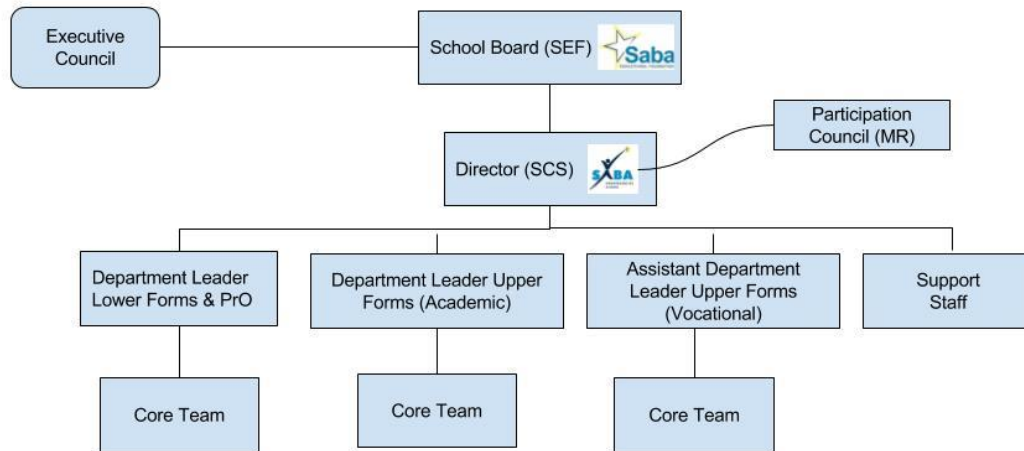 Executive
Council
School Board (SEF)
Saba
Participation
Council (MR)
Director (SCS)
SABA
Department Leader
Lower Forms & PrO
Department Leader Upper
Forms (Academic)
Assistant Department
Leader Upper Forms
(Vocational)
Support
Staff
Core Team
Core Team
Core Team